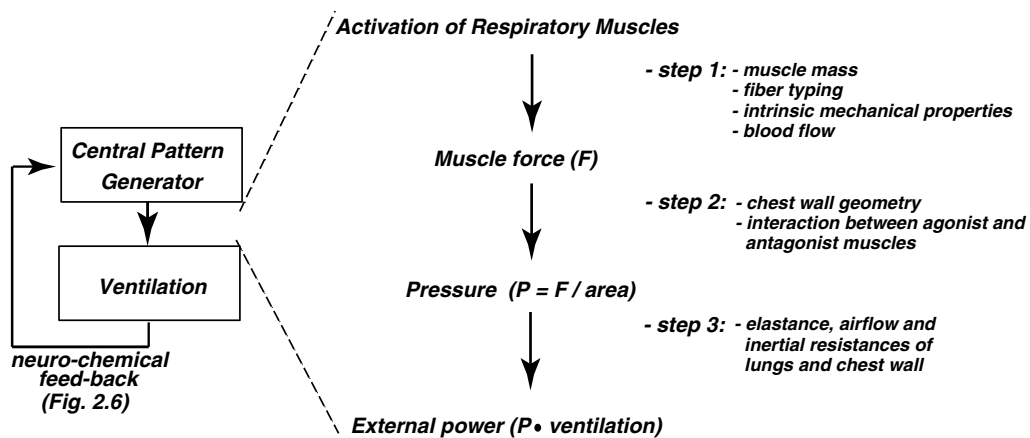 Central Pattern
Generator
Ventilation
neuro-chemical
feed-back
(Fig. 2.6)
Activation of Respiratory Muscles
- step 1: - muscle mass
- fiber typing
- intrinsic mechanical properties
- blood flow
Muscle force (F)
- step 2: - chest wall geometry
- interaction between agonist and
antagonist muscles
Pressure (P = F / area)
- step 3: - elastance, airflow and
inertial resistances of
lungs and chest wall
External power (P• ventilation)